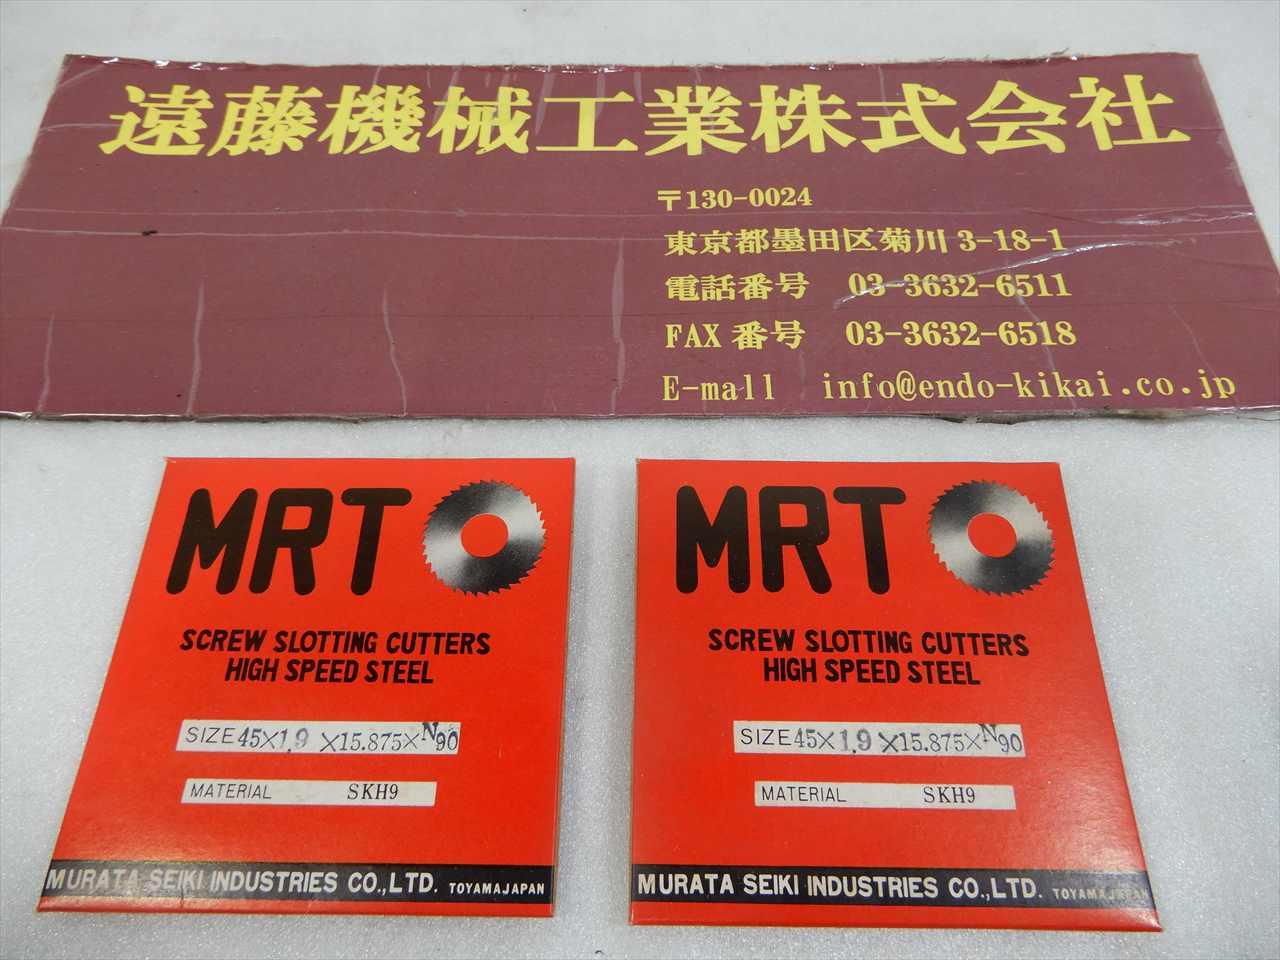 遠藤機械工業株式会社
〒130-0024
東京都墨田区菊川 3-18-1
電話番号 03-3632-6511
FAX 番号 03-3632-6518
E-mall info@endo-kikai.co.jp
MRT
SCREW SLOTTING CUTTERS
HIGH SPEED STEEL
SIZE 45×1.9×15.875×N90
MATERIAL SKH9
MURATA SEIKI INDUSTRIES CO.,LTD. TOYAMAJAPAN
MRT
SCREW SLOTTING CUTTERS
HIGH SPEED STEEL
SIZE 45×1.9×15.875×N90
MATERIAL SKH9
MURATA SEIKI INDUSTRIES CO.,LTD. TOYAMAJAPAN